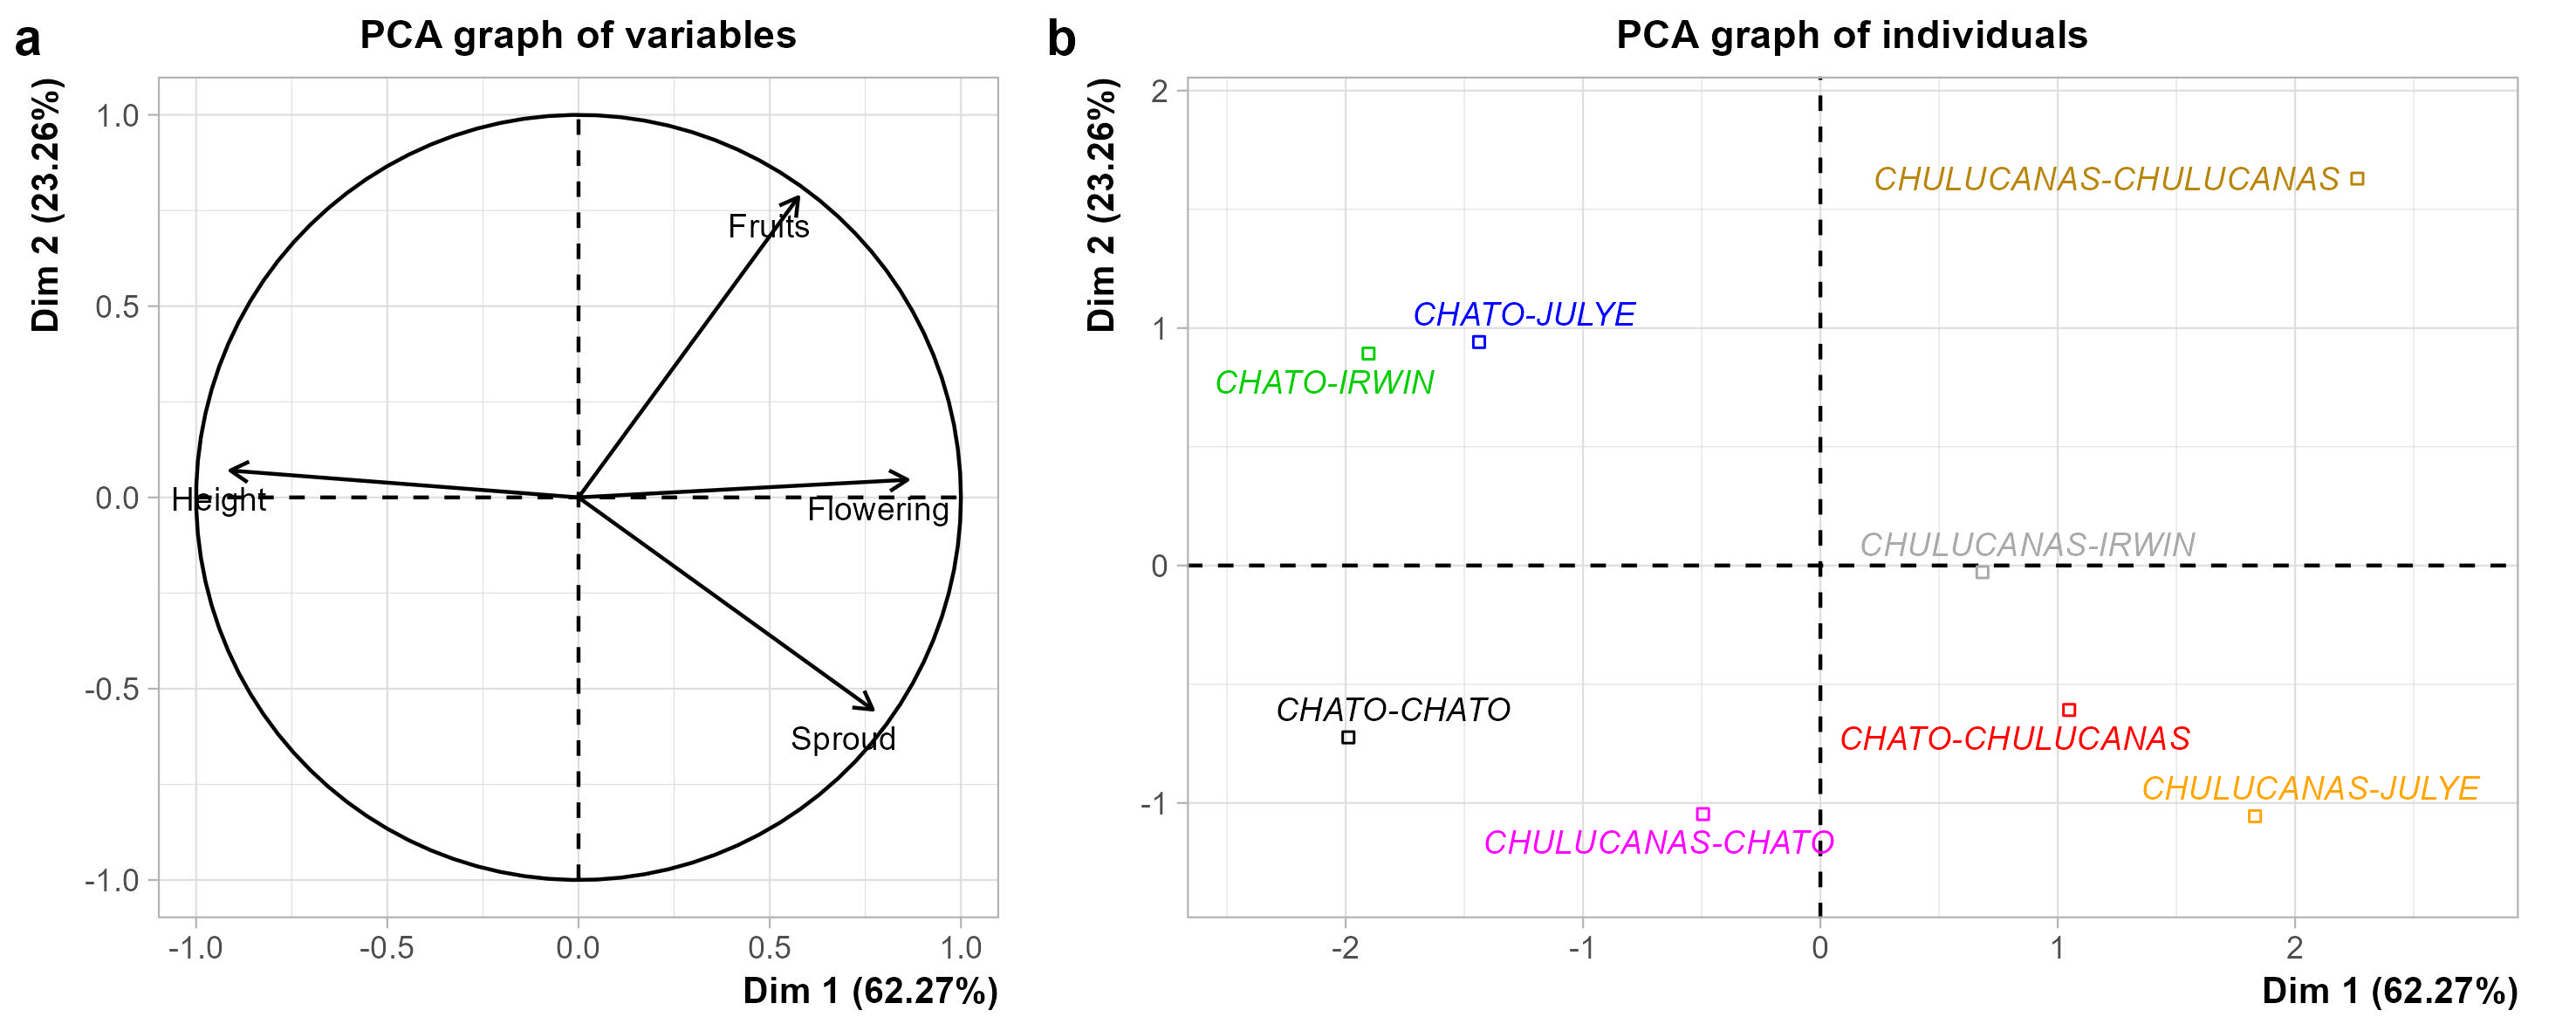 a
PCA graph of variables
Dim 2 (23.26%)
1.0
0.5
0.0
-0.5
-1.0
Fruits
Height
Flowering
Sproud
-1.0
-0.5
0.0
0.5
1.0
Dim 1 (62.27%)
b
PCA graph of individuals
Dim 2 (23.26%)
2
1
0
-1
CHULUCANAS-CHULUCANAS
CHATO-JULYE
CHATO-IRWIN
CHULUCANAS-IRWIN
CHATO-CHATO
CHATO-CHULUCANAS
CHULUCANAS-JULYE
CHULUCANAS-CHATO
-2
-1
0
1
2
Dim 1 (62.27%)